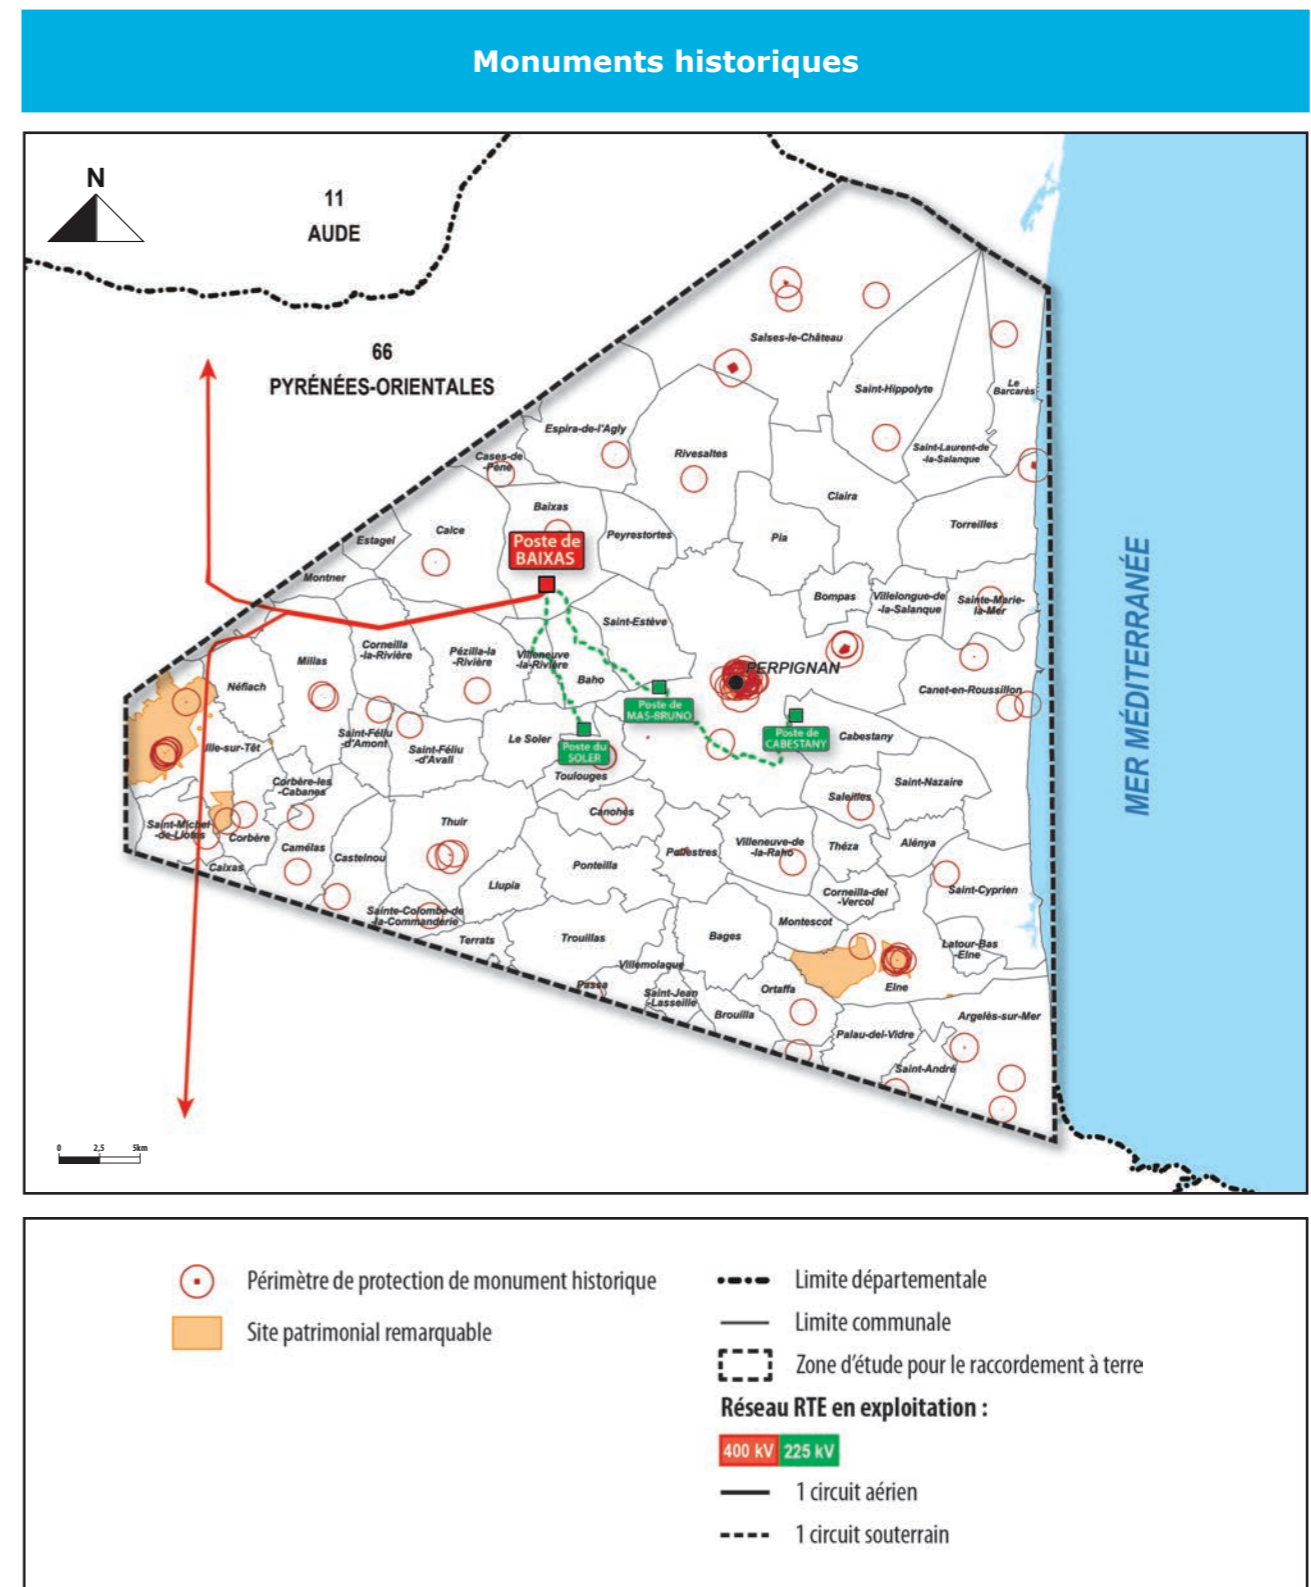 Monuments historiques
N
11
AUDE
66
PYRÉNÉES-ORIENTALES
MER MÉDITERRANÉE
Salses-le-Château
Saint-Hippolyte
Le
Barcarès
Saint-Laurent-de
-la-Salanque
Espira-de-l'Agly
Cases-de
-Pène
Rivesaltes
Claira
Torreilles
Baixas
Calce
Estagel
Peyrestortes
Pia
Poste de
BAIXAS
Montner
Bompas
Villelongue-de
-la-Salanque
Sainte-Marie-
la-Mer
Saint-Estève
Corneilla
-la-Rivière
Pézilla-la
-Rivière
Villeneuve
-la-Rivière
Millas
Baho
PERPIGNAN
Néfiach
Canet-en-Roussillon
Poste de
MAS-BRUNO
Poste de
CABESTANY
Cabestany
Saint-Féliu
-d'Amont
Saint-Féliu
-d'Avall
Le Soler
Poste du
SOLER
Ille-sur-Têt
Toulouges
Corbère-les
-Cabanes
Saint-Nazaire
Saleilles
Canohès
Saint-Michel
-de-Llotes
Corbère
Camélas
Thuir
Castelnou
Caixas
Ponteilla
Pollestres
Villeneuve-de
-la-Raho
Théza
Alénya
Llupia
Corneilla-del
-Vercol
Saint-Cyprien
Sainte-Colombe-de
-la-Commanderie
Terrats
Trouillas
Bages
Montescot
Latour-Bas
-Elne
Villemolaque
Passa
Saint-Jean
-Lasseille
Ortaffa
Elne
Brouilla
Palau-del-Vidre
Argelès-sur-Mer
Saint-André
0 2,5 5km
Périmètre de protection de monument historique
Site patrimonial remarquable
Limite départementale
Limite communale
Zone d'étude pour le raccordement à terre
Réseau RTE en exploitation :
400 kV 225 kV
1 circuit aérien
1 circuit souterrain